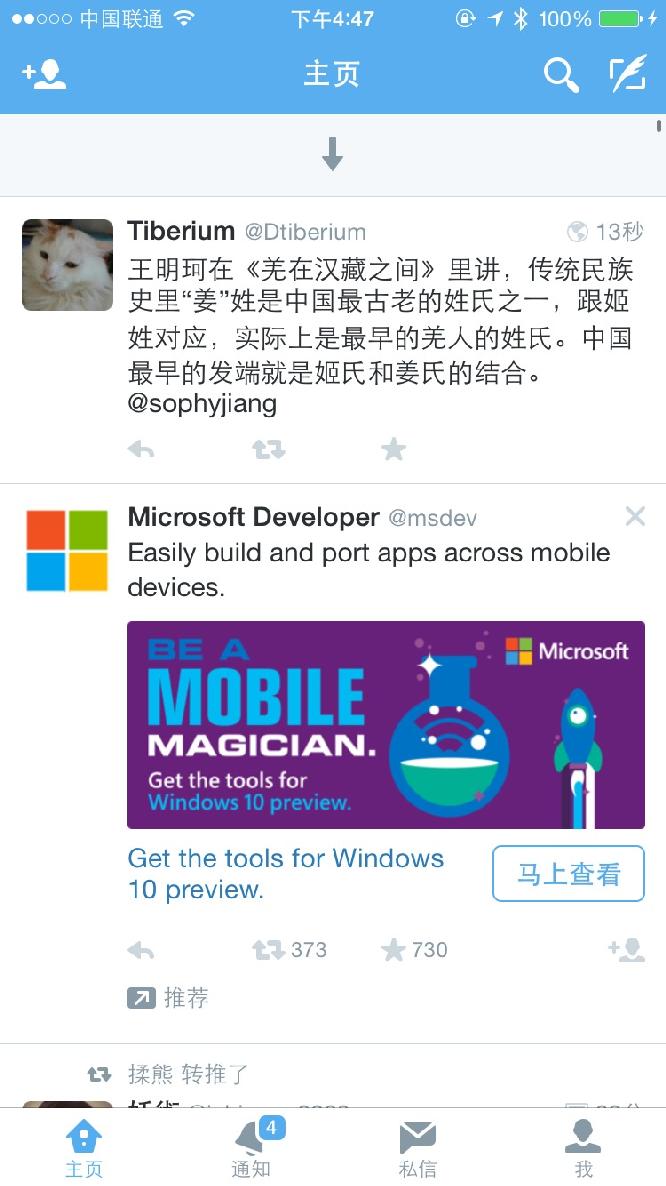 中国联通
下午4:47
100%
主页
Tiberium @Dtiberium
13秒
王明珂在《羌在汉藏之间》里讲，传统民族
史里“姜”姓是中国最古老的姓氏之一，跟姬
姓对应，实际上是最早的羌人的姓氏。中国
最早的发端就是姬氏和姜氏的结合。
@sophyjiang
Microsoft Developer @msdev
Easily build and port apps across mobile
devices.
Microsoft
BE A
MOBILE
MAGICIAN.
Get the tools for
Windows 10 preview.
Get the tools for Windows
10 preview.
马上查看
373
730
推荐
揉熊 转推了
4
主页
通知
私信
我